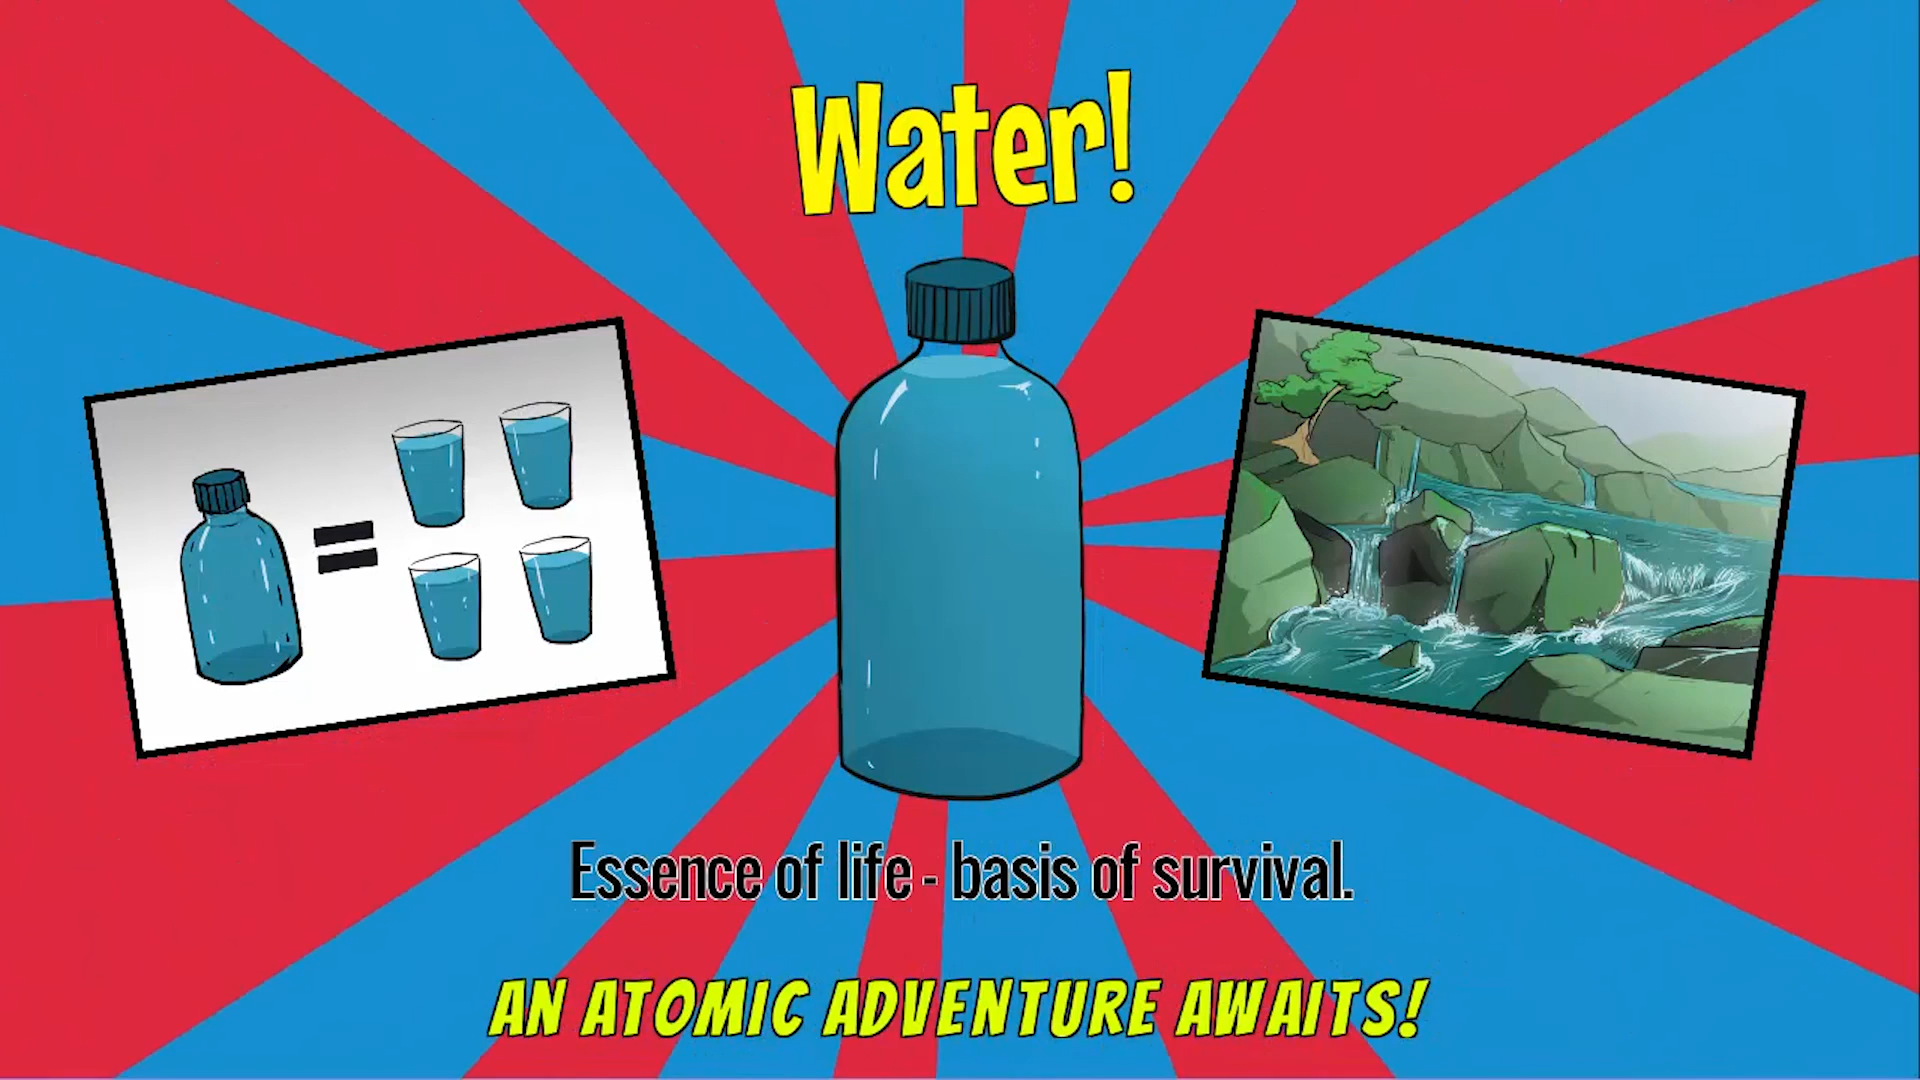 Water!
Essence of life - basis of survival.
AN ATOMIC ADVENTURE AWAITS!